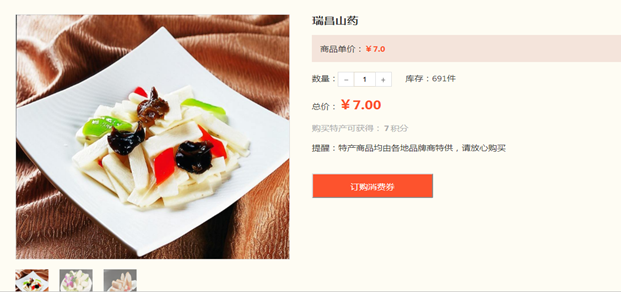 瑞昌山药
商品单价：￥7.0
数量： － 1 ＋ 库存：691件
总价：￥7.00
购买特产可获得：7积分
提醒：特产商品均由各地品牌商特供，请放心购买
订购消费券